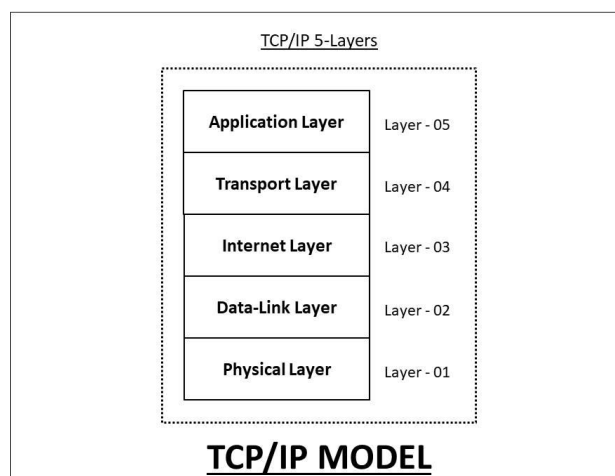 TCP/IP 5-Layers
Application Layer Layer - 05
Transport Layer Layer - 04
Internet Layer Layer - 03
Data-Link Layer Layer - 02
Physical Layer Layer - 01
TCP/IP MODEL